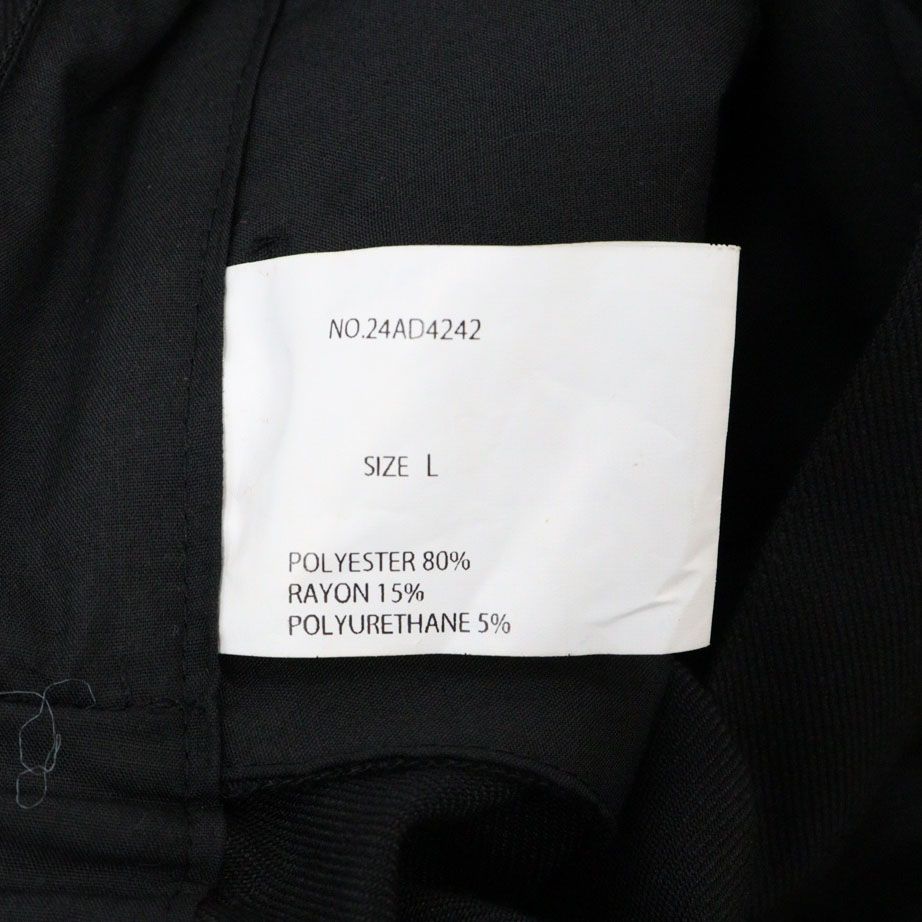 NO.24AD4242
SIZE L
POLYESTER 80%
RAYON 15%
POLYURETHANE 5%